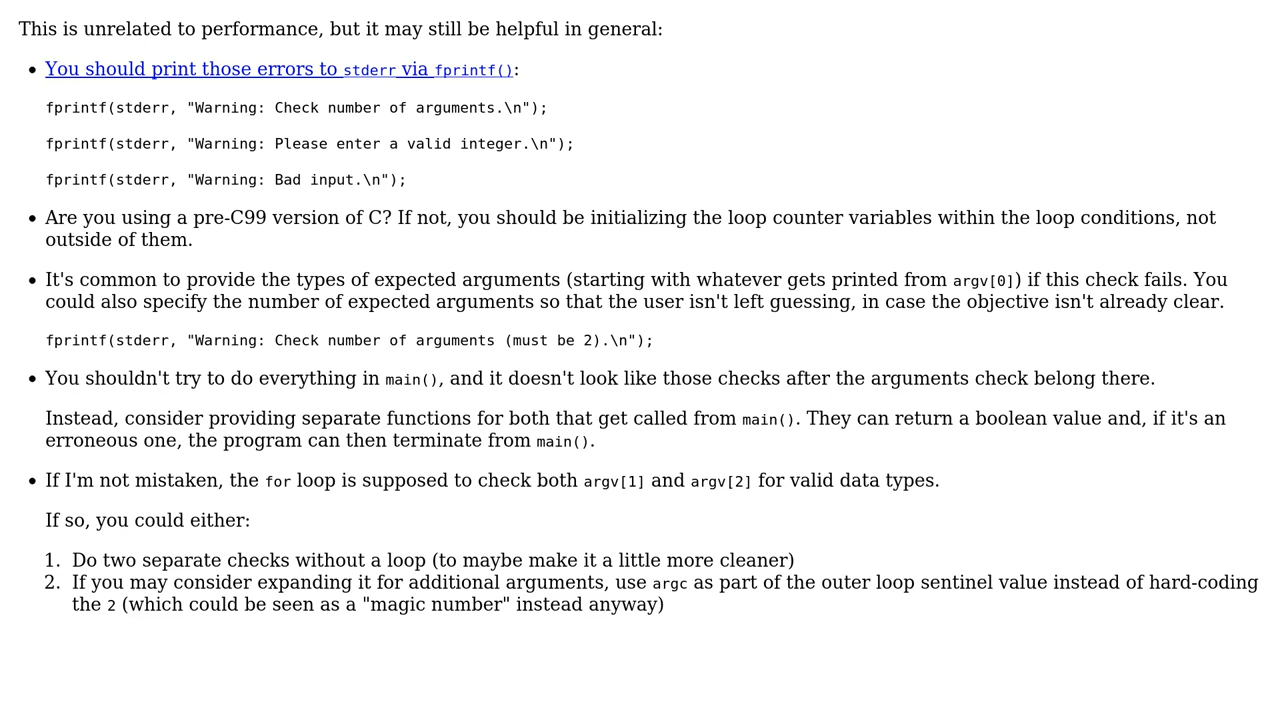 This is unrelated to performance, but it may still be helpful in general:
• You should print those errors to stderr via fprintf():
fprintf(stderr, "Warning: Check number of arguments.\n");
fprintf(stderr, "Warning: Please enter a valid integer.\n");
fprintf(stderr, "Warning: Bad input.\n");
• Are you using a pre-C99 version of C? If not, you should be initializing the loop counter variables within the loop conditions, not
outside of them.
• It's common to provide the types of expected arguments (starting with whatever gets printed from argv[0]) if this check fails. You
could also specify the number of expected arguments so that the user isn't left guessing, in case the objective isn't already clear.
fprintf(stderr, "Warning: Check number of arguments (must be 2).\n");
• You shouldn't try to do everything in main(), and it doesn't look like those checks after the arguments check belong there.
Instead, consider providing separate functions for both that get called from main(). They can return a boolean value and, if it's an
erroneous one, the program can then terminate from main().
• If I'm not mistaken, the for loop is supposed to check both argv[1] and argv[2] for valid data types.
If so, you could either:
1. Do two separate checks without a loop (to maybe make it a little more cleaner)
2. If you may consider expanding it for additional arguments, use argc as part of the outer loop sentinel value instead of hard-coding
the 2 (which could be seen as a "magic number" instead anyway)